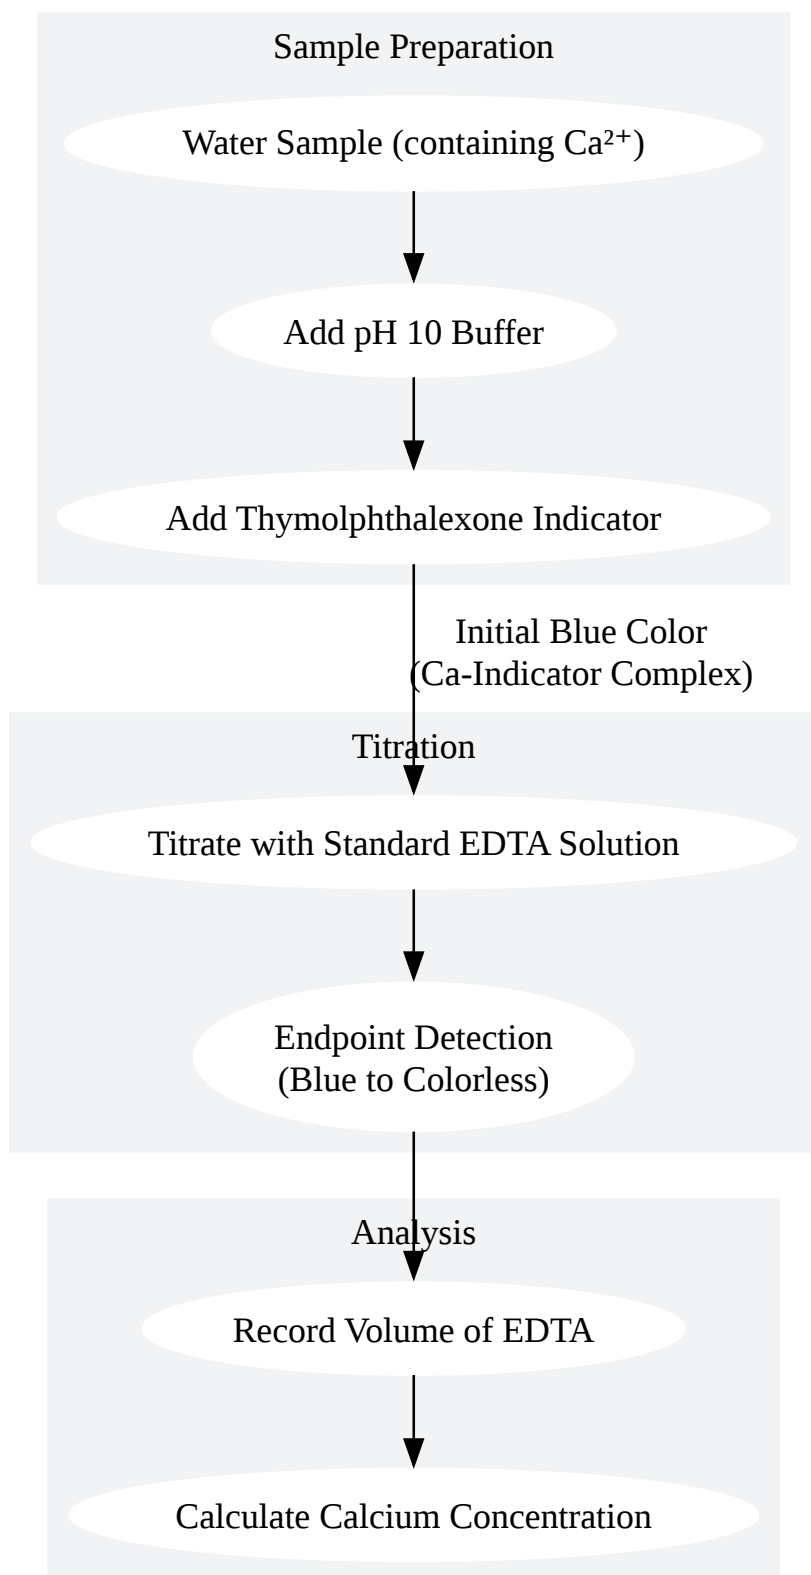 Sample Preparation
Water Sample (containing Ca²⁺)
Add pH 10 Buffer
Add Thymolphthalexone Indicator
Initial Blue Color
(Ca-Indicator Complex)
Titration
Titrate with Standard EDTA Solution
Endpoint Detection
(Blue to Colorless)
Analysis
Record Volume of EDTA
Calculate Calcium Concentration